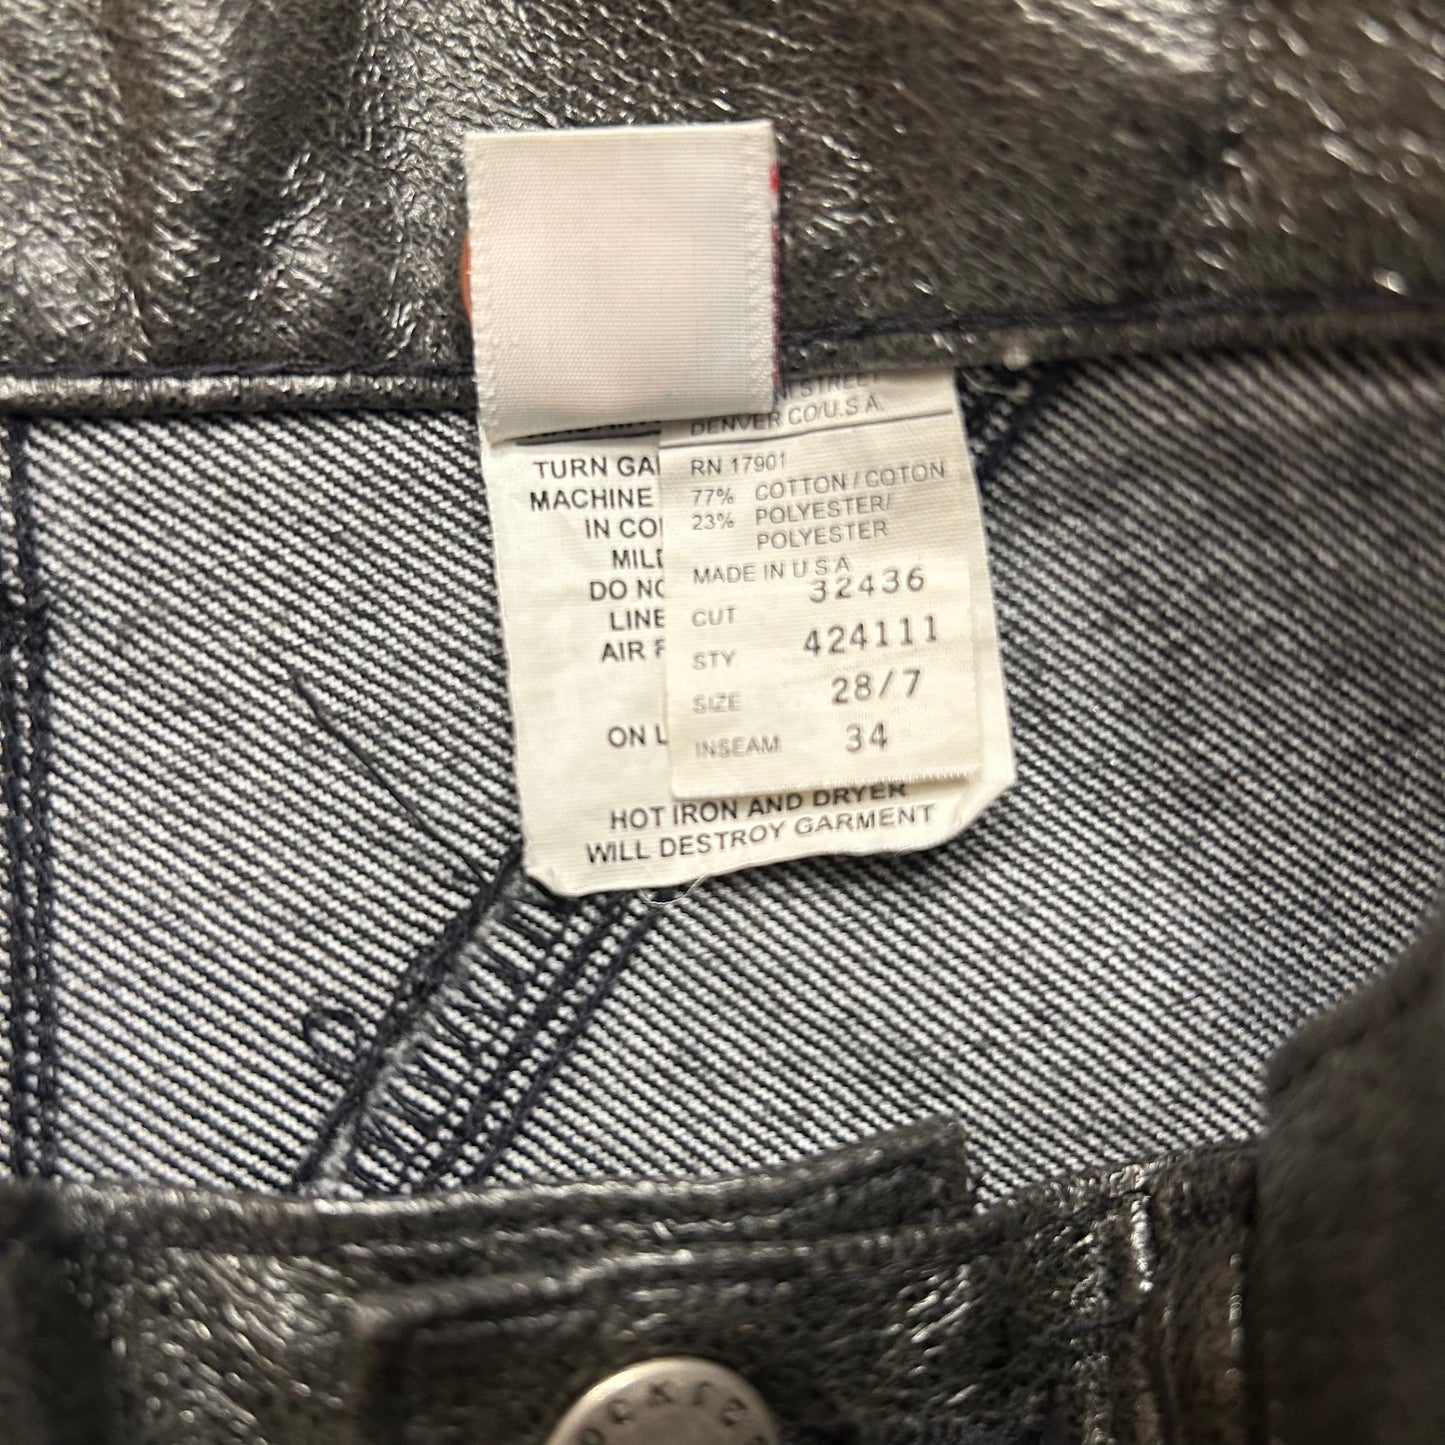 STREET
DENVER CO/U.S.A.
RN 17901
77% COTTON / COTON
23% POLYESTER/
POLYESTER
MADE IN U S A
32436
CUT
STY 424111
SIZE 28/7
INSEAM 34
TURN GA
MACHINE
IN CO
MIL
DO NO
LINE
AIR
ON L
HOT IRON AND DRYER
WILL DESTROY GARMENT